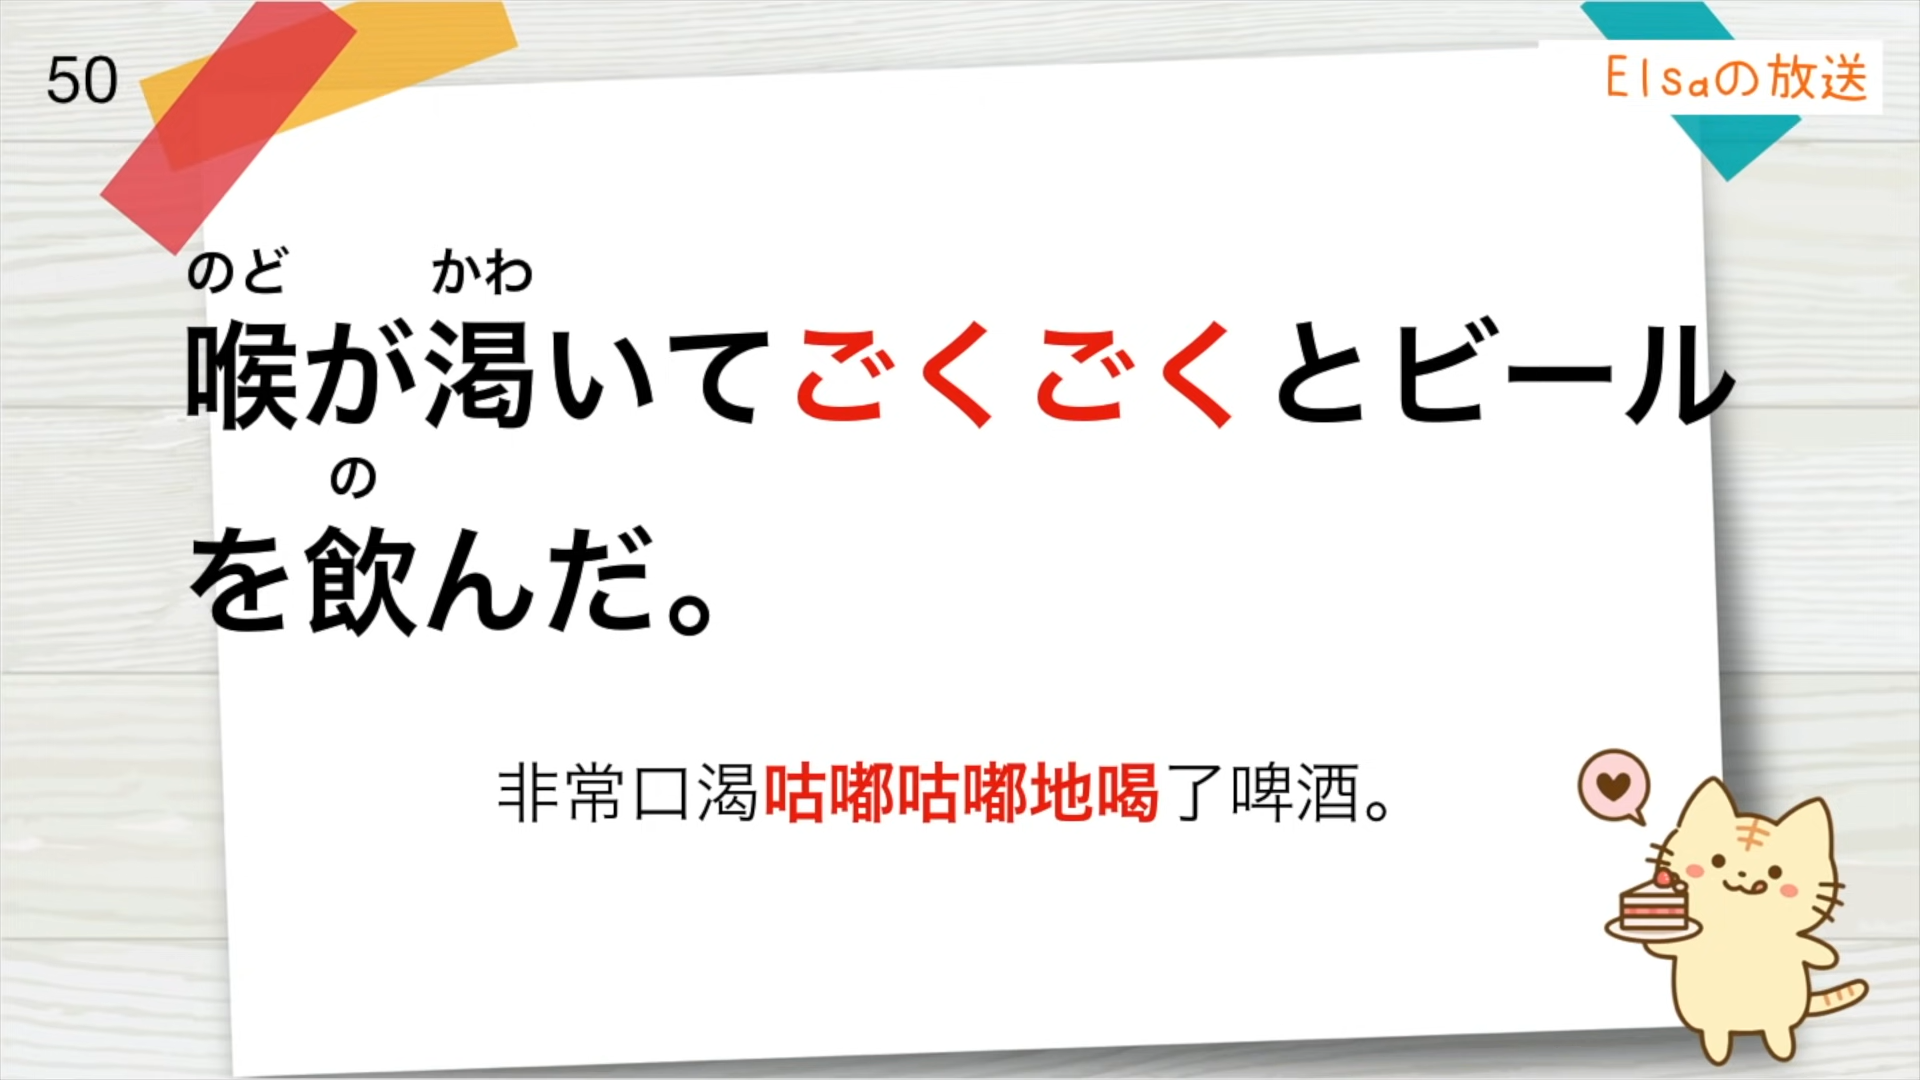 50
Elsaの放送
のど かわ
喉が渇いてごくごくとビール
の
を飲んだ。
非常口渴咕嘟咕嘟地喝了啤酒。